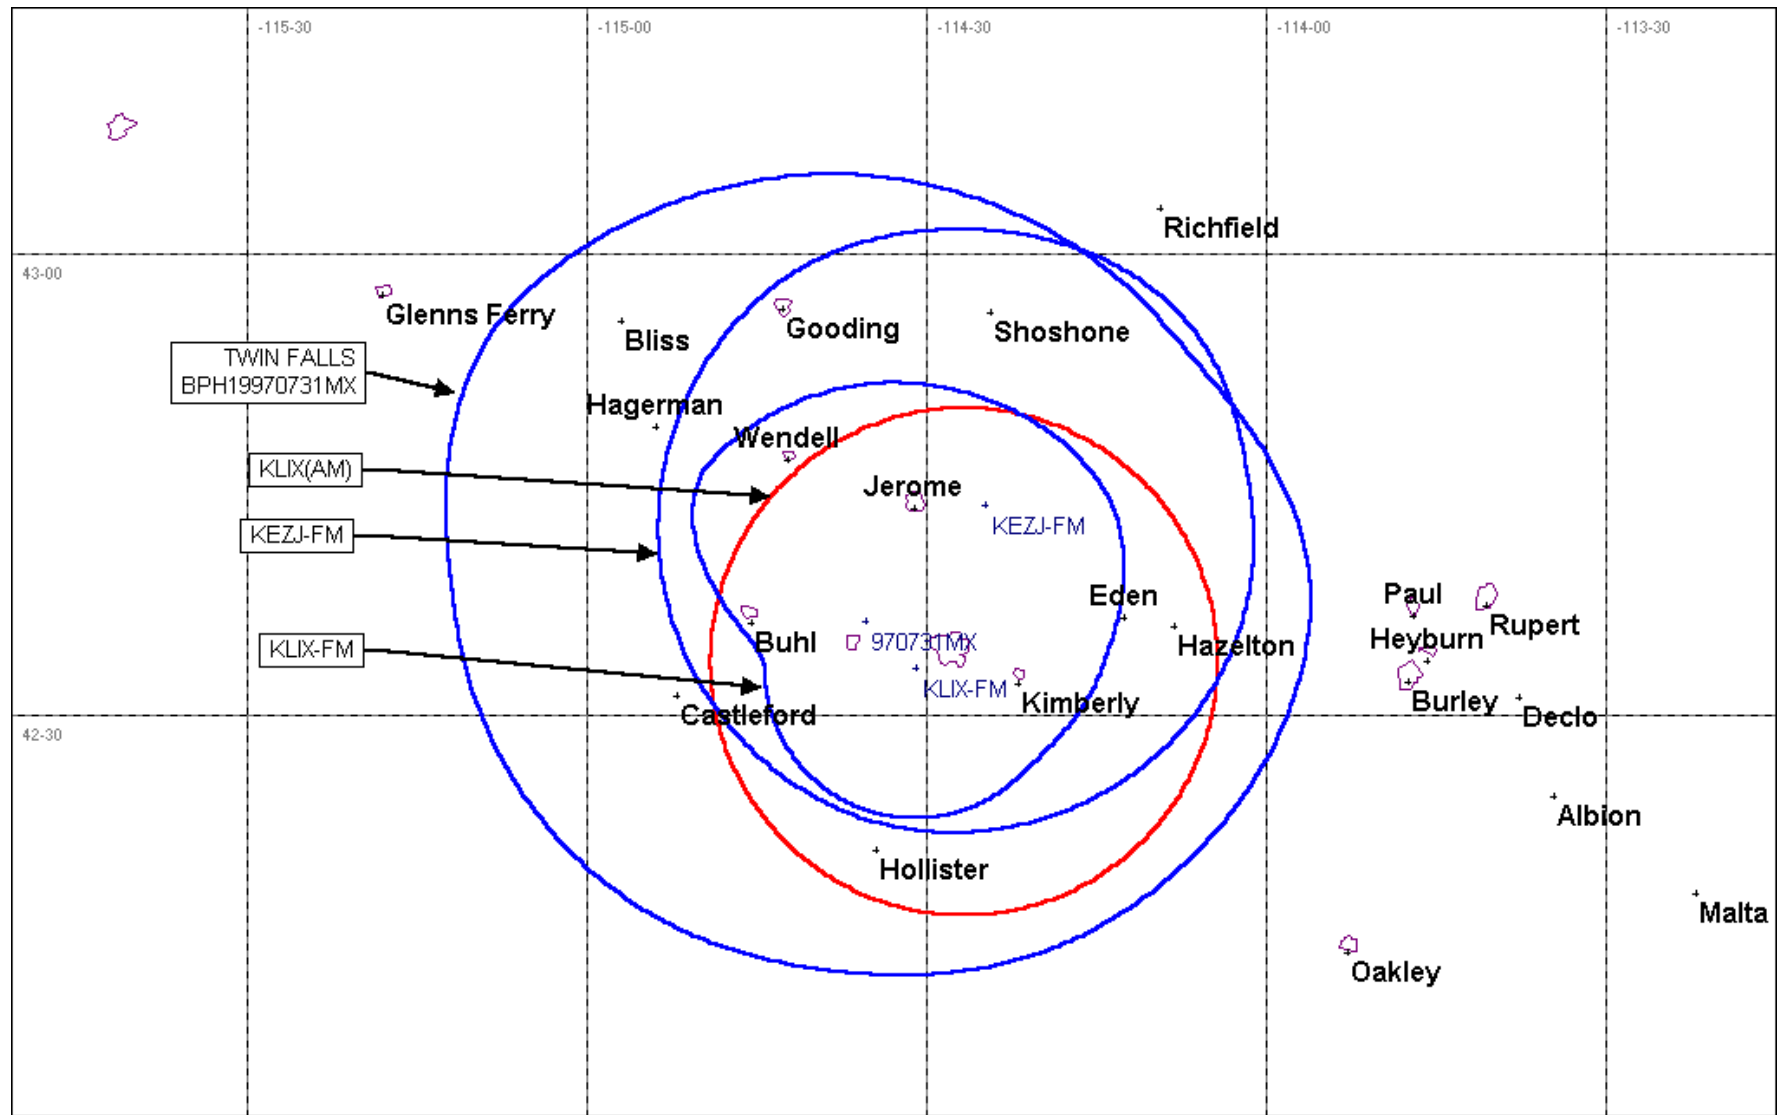 -115-30
-115-00
-114-30
-114-00
-113-30
Richfield
43-00
Glenns Ferry
Bliss
Gooding
Shoshone
TWIN FALLS
BPH19970731MX
Hagerman
Wendell
KLIX(AM)
Jerome
KEZJ-FM
KEZJ-FM
Eden
Paul
Rupert
Heyburn
Buhl
970731MX
Hazelton
KLIX-FM
KLIX-FM
Kimberly
Burley
Castleford
Declo
42-30
Albion
Hollister
Malta
Oakley